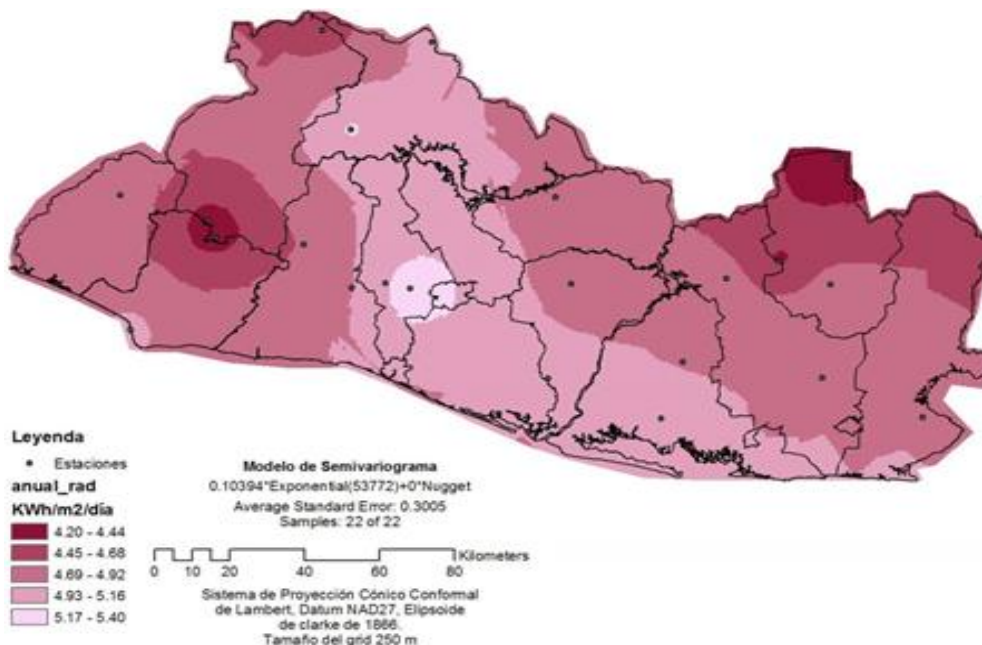 Leyenda
Estaciones
anual_rad
KWh/m2/día
4.20 - 4.44
4.45 - 4.68
4.69 - 4.92
4.93 - 5.16
5.17 - 5.40
Modelo de Semivariograma
0.10394*Exponential(53772)+0*Nugget
Average Standard Error: 0.3005
Samples: 22 of 22
Kilometers
0 10 20 40 60 80
Sistema de Proyección Cónico Conformal
de Lambert, Datum NAD27, Elipsoide
de clarke de 1866.
Tamaño del grid 250 m